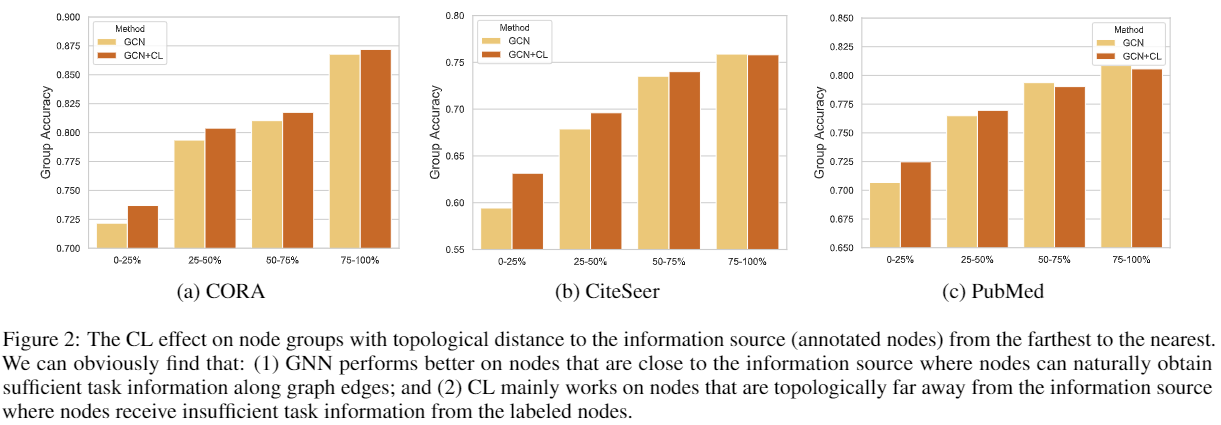 0.900
0.875
0.850
0.825
0.800
0.775
0.750
0.725
0.700
Group Accuracy
Method
GCN
GCN+CL
0-25%
25-50%
50-75%
75-100%
(a) CORA
0.80
0.75
0.70
0.65
0.60
0.55
Group Accuracy
Method
GCN
GCN+CL
0-25%
25-50%
50-75%
75-100%
(b) CiteSeer
0.850
0.825
0.800
0.775
0.750
0.725
0.700
0.675
0.650
Group Accuracy
Method
GCN
GCN+CL
0-25%
25-50%
50-75%
75-100%
(c) PubMed
Figure 2: The CL effect on node groups with topological distance to the information source (annotated nodes) from the farthest to the nearest.
We can obviously find that: (1) GNN performs better on nodes that are close to the information source where nodes can naturally obtain
sufficient task information along graph edges; and (2) CL mainly works on nodes that are topologically far away from the information source
where nodes receive insufficient task information from the labeled nodes.